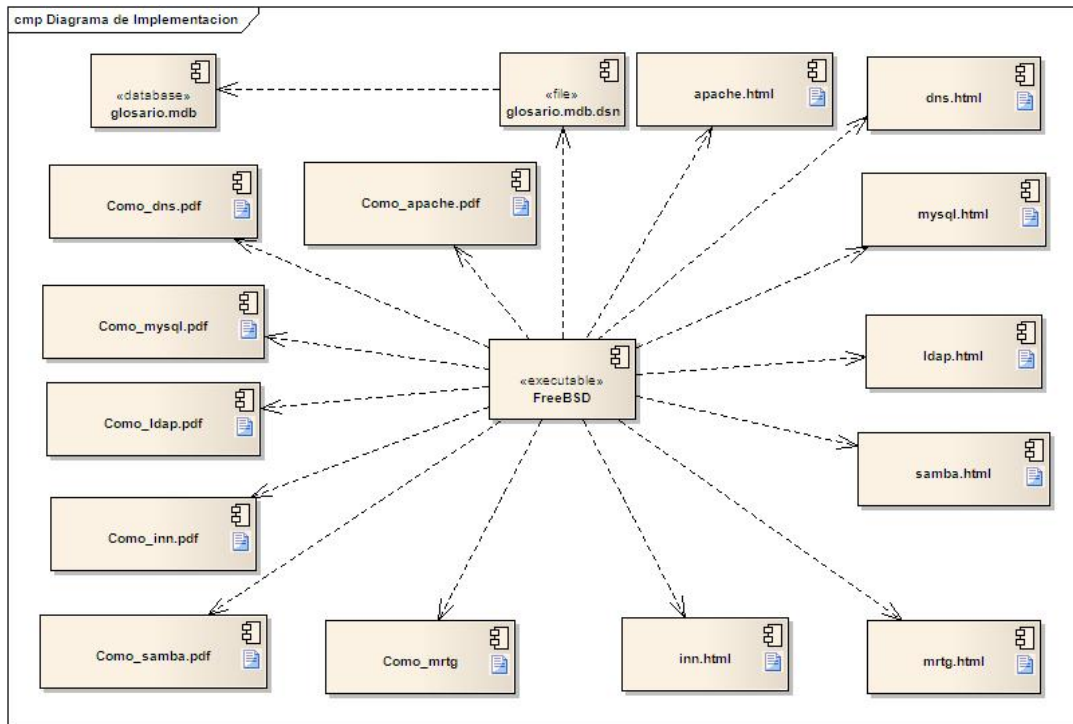 cmp Diagrama de Implementacion
«database»
glosario.mdb
«file»
glosario.mdb.dsn
apache.html
dns.html
Como_dns.pdf
Como_apache.pdf
mysql.html
Como_mysql.pdf
«executable»
FreeBSD
ldap.html
Como_ldap.pdf
samba.html
Como_inn.pdf
Como_samba.pdf
Como_mrtg
inn.html
mrtg.html